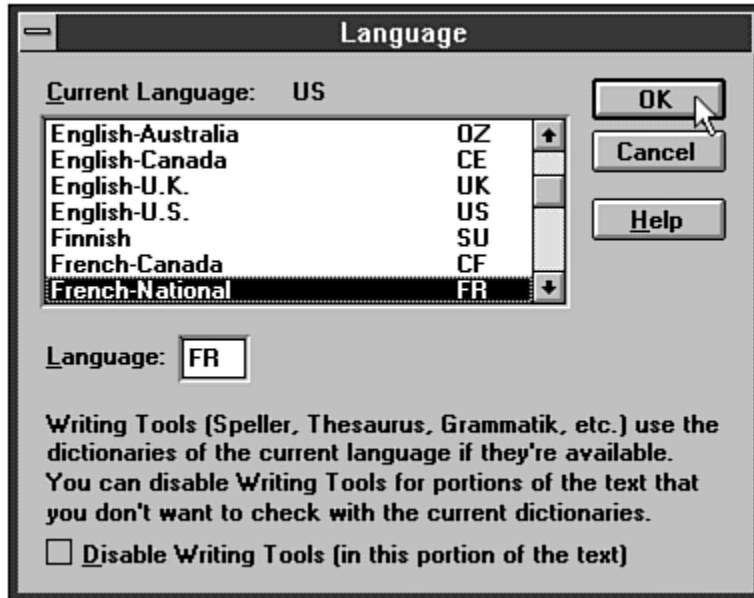 Language
Current Language: US
OK
English-Australia OZ
English-Canada CE
Cancel
English-U.K. UK
English-U.S. US
Help
Finnish SU
French-Canada CF
French-National FR
Language: FR
Writing Tools (Speller, Thesaurus, Grammatik, etc.) use the
dictionaries of the current language if they're available.
You can disable Writing Tools for portions of the text that
you don't want to check with the current dictionaries.
Disable Writing Tools (in this portion of the text)